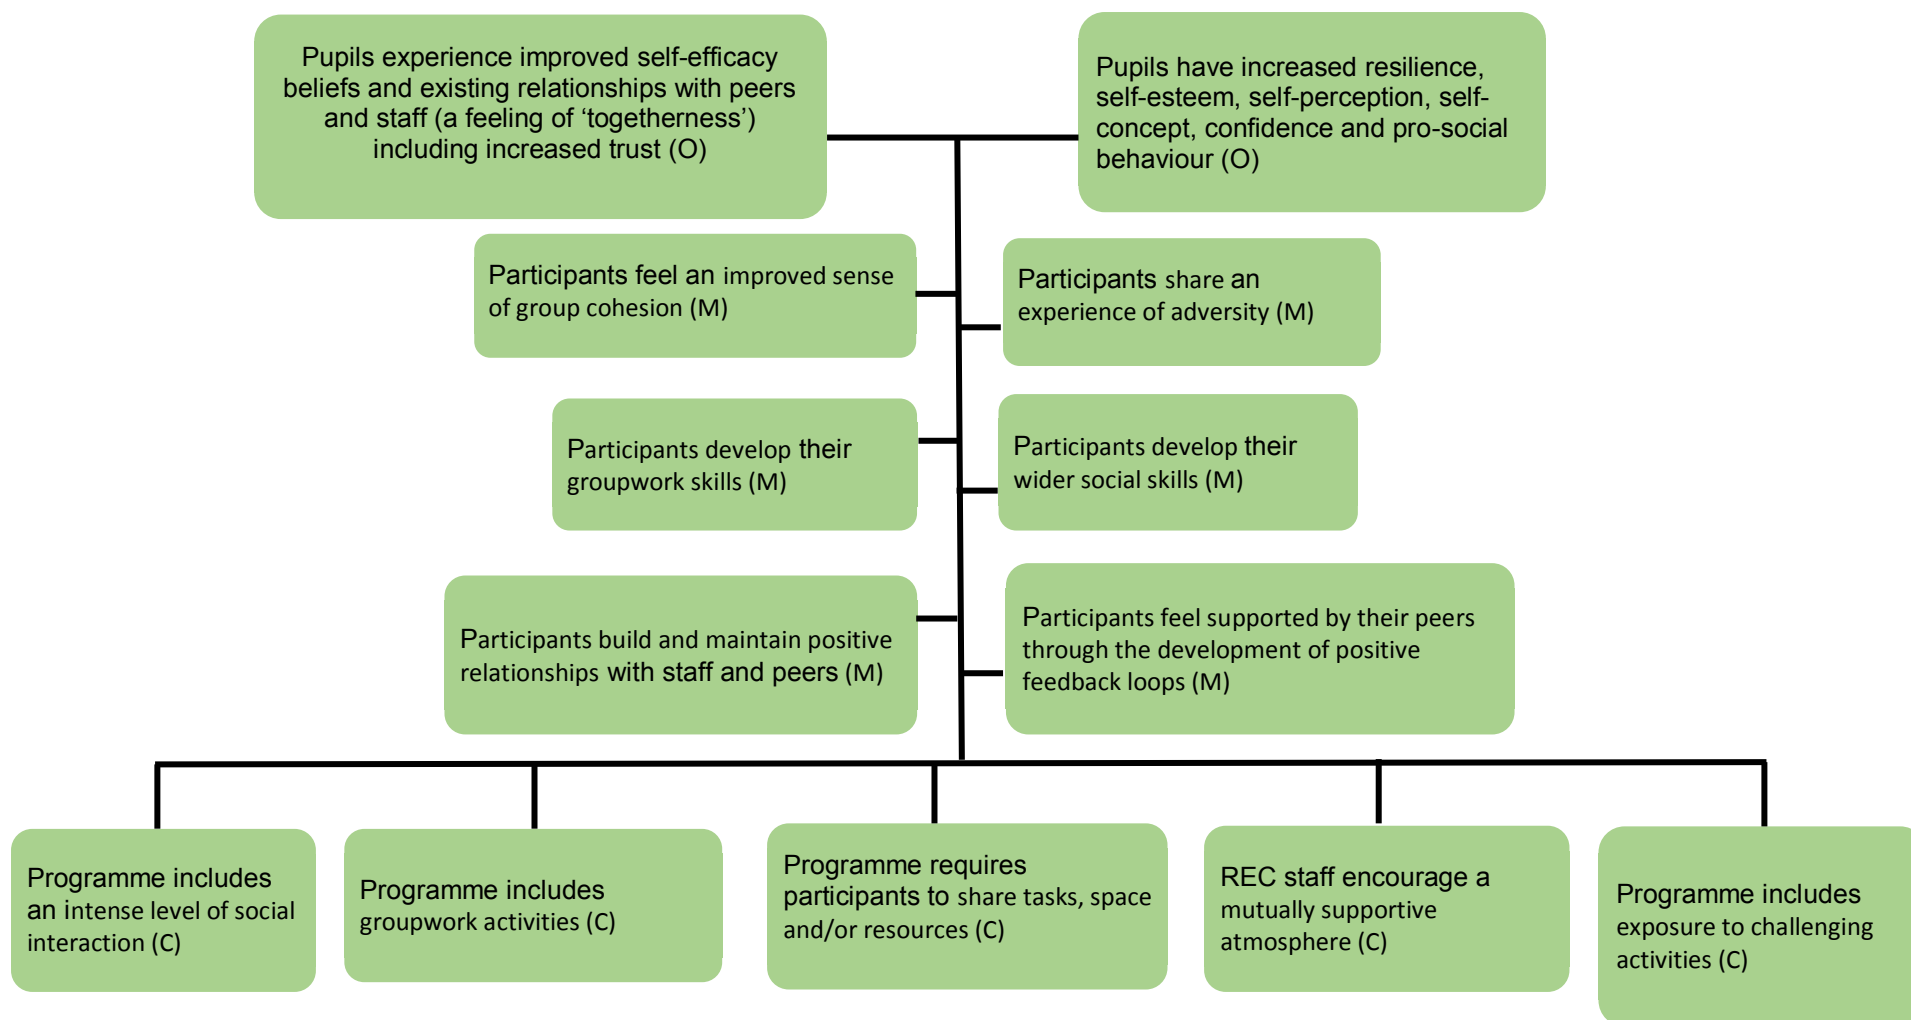 Pupils experience improved self-efficacy
beliefs and existing relationships with peers
and staff (a feeling of ‘togetherness’)
including increased trust (O)
Pupils have increased resilience,
self-esteem, self-perception, self-
concept, confidence and pro-social
behaviour (O)
Participants feel an improved sense
of group cohesion (M)
Participants share an
experience of adversity (M)
Participants develop their
groupwork skills (M)
Participants develop their
wider social skills (M)
Participants build and maintain positive
relationships with staff and peers (M)
Participants feel supported by their peers
through the development of positive
feedback loops (M)
Programme includes
an intense level of social
interaction (C)
Programme includes
groupwork activities (C)
Programme requires
participants to share tasks, space
and/or resources (C)
REC staff encourage a
mutually supportive
atmosphere (C)
Programme includes
exposure to challenging
activities (C)